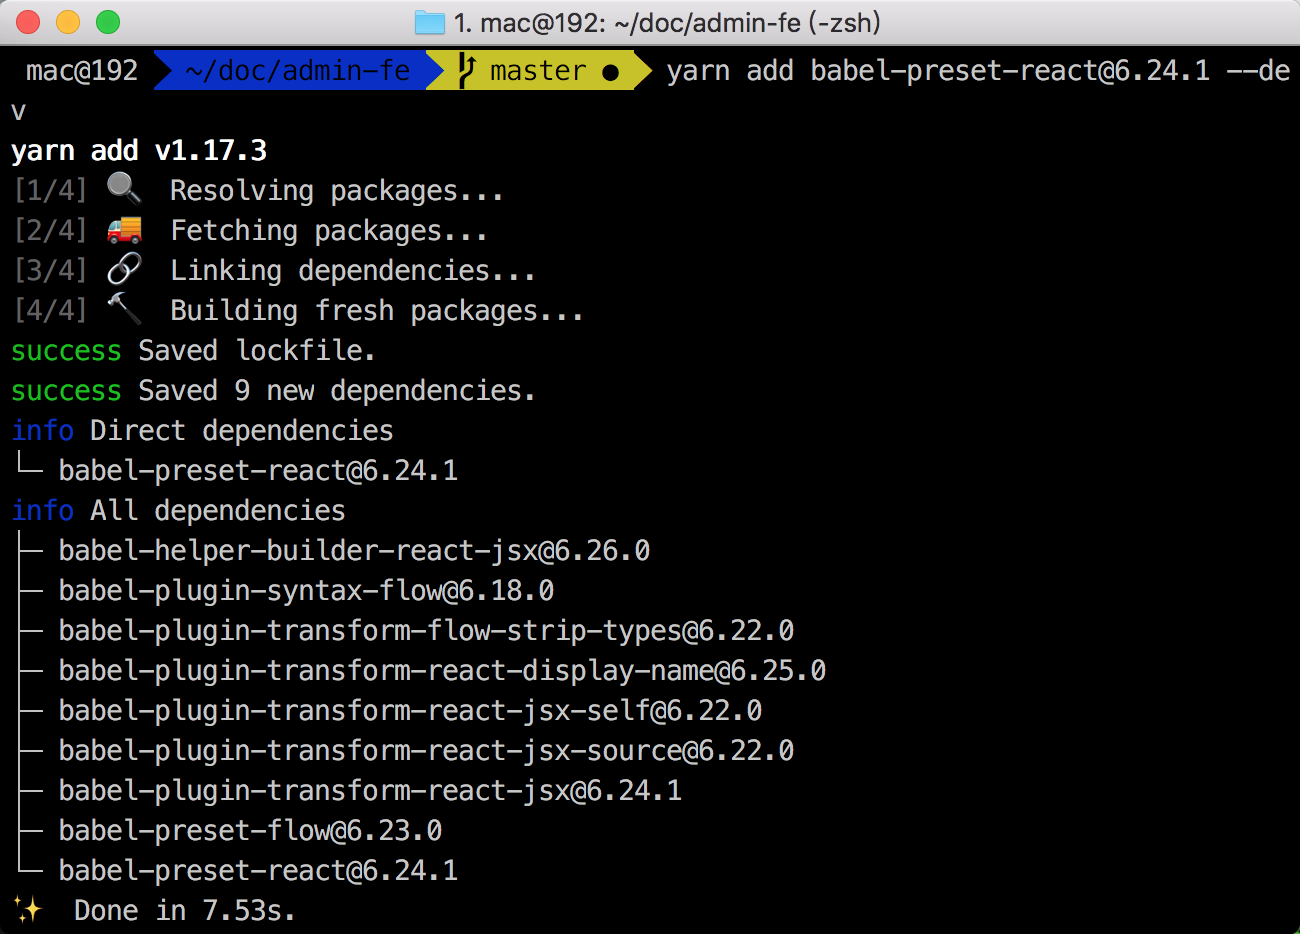 1. mac@192: ~/doc/admin-fe (-zsh)
mac@192 ~/doc/admin-fe master ● yarn add babel-preset-react@6.24.1 --de
v
yarn add v1.17.3
[1/4] 🔍 Resolving packages...
[2/4] 🚚 Fetching packages...
[3/4] 🔗 Linking dependencies...
[4/4] 🔨 Building fresh packages...
success Saved lockfile.
success Saved 9 new dependencies.
info Direct dependencies
└─ babel-preset-react@6.24.1
info All dependencies
├─ babel-helper-builder-react-jsx@6.26.0
├─ babel-plugin-syntax-flow@6.18.0
├─ babel-plugin-transform-flow-strip-types@6.22.0
├─ babel-plugin-transform-react-display-name@6.25.0
├─ babel-plugin-transform-react-jsx-self@6.22.0
├─ babel-plugin-transform-react-jsx-source@6.22.0
├─ babel-plugin-transform-react-jsx@6.24.1
├─ babel-preset-flow@6.23.0
└─ babel-preset-react@6.24.1
✨ Done in 7.53s.